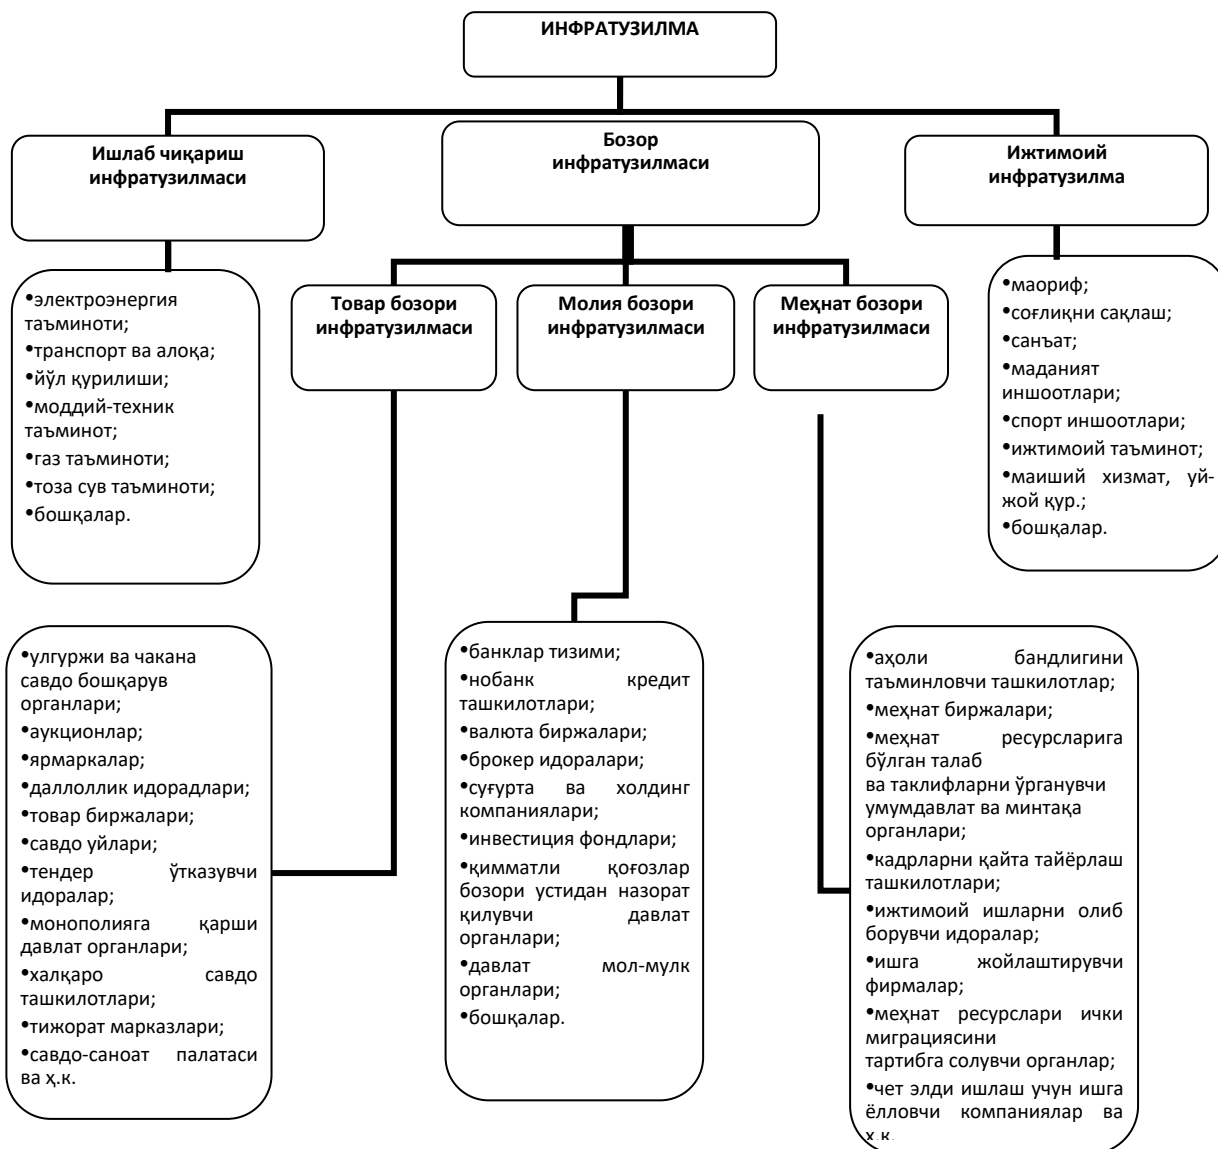 ИНФРАТУЗИЛМА
Ишлаб чиқариш
инфратузилмаси
Бозор
инфратузилмаси
Ижтимоий
инфратузилма
•электроэнергия
таъминоти;
•транспорт ва алоқа;
•йўл қурилиши;
•моддий-техник
таъминот;
•газ таъминоти;
•тоза сув таъминоти;
•бошқалар.
Товар бозори
инфратузилмаси
Молия бозори
инфратузилмаси
Меҳнат бозори
инфратузилмаси
•маориф;
•соғлиқни сақлаш;
•санъат;
•маданият
иншоотлари;
•спорт иншоотлари;
•ижтимоий таъминот;
•маиший хизмат, уй-
жой қур.;
•бошқалар.
•улгуржи ва чакана
савдо бошқарув
органлари;
•аукционлар;
•ярмаркалар;
•даллоллик идорадлари;
•товар биржалари;
•савдо уйлари;
•тендер ўтказувчи
идоралар;
•монополияга қарши
давлат органлари;
•халқаро савдо
ташкилотлари;
•тижорат марказлари;
•савдо-саноат палатаси
ва ҳ.к.
•банклар тизими;
•нобанк кредит
ташкилотлари;
•валюта биржалари;
•брокер идоралари;
•суғурта ва холдинг
компаниялари;
•инвестиция фондлари;
•қимматли қоғозлар
бозори устидан назорат
қилувчи давлат
органлари;
•давлат мол-мулк
органлари;
•бошқалар.
•аҳоли бандлигини
таъминловчи ташкилотлар;
•меҳнат биржалари;
•меҳнат ресурсларига
бўлган талаб
ва таклифларни ўрганувчи
умумдавлат ва минтақа
органлари;
•кадрларни қайта тайёрлаш
ташкилотлари;
•ижтимоий ишларни олиб
борувчи идоралар;
•ишга жойлаштирувчи
фирмалар;
•меҳнат ресурслари ички
миграциясини
тартибга солувчи органлар;
•чет элди ишлаш учун ишга
ёлловчи компаниялар ва
ҳ.к.